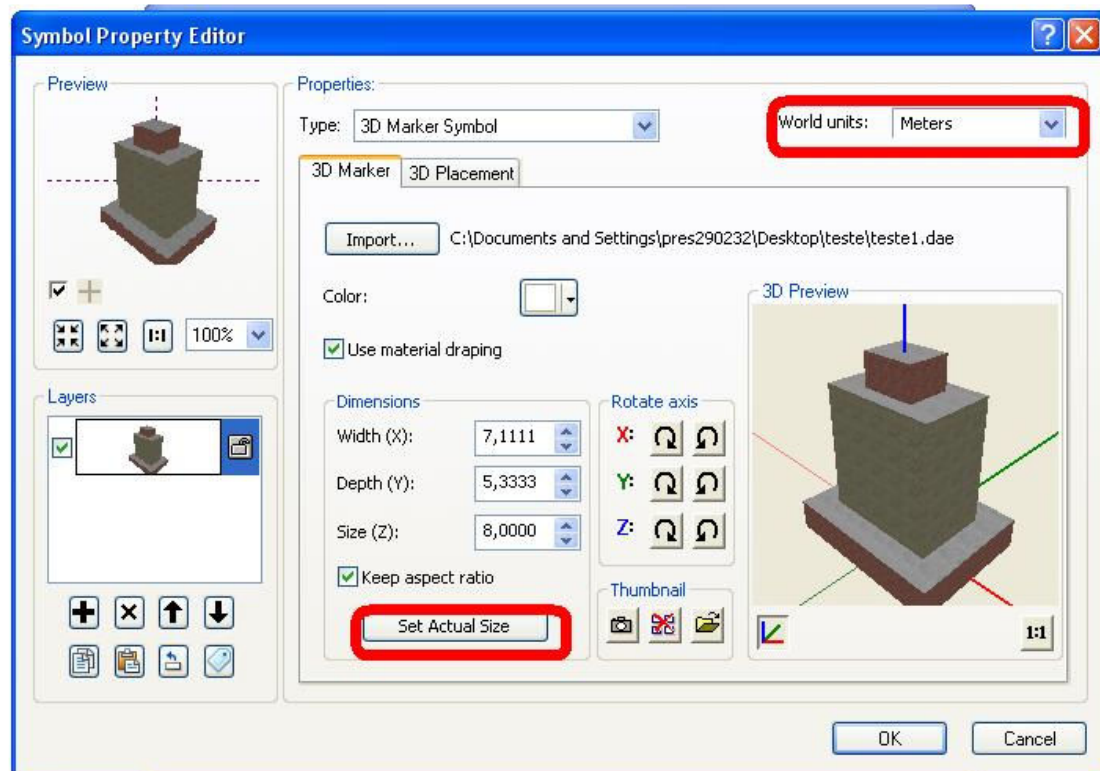 Symbol Property Editor
Preview
100%
Layers
Properties:
Type: 3D Marker Symbol
World units: Meters
3D Marker 3D Placement
Import... C:\Documents and Settings\pres290232\Desktop\teste\teste1.dae
Color:
Use material draping
Dimensions
Width (X): 7,1111
Depth (Y): 5,3333
Size (Z): 8,0000
Keep aspect ratio
Set Actual Size
Rotate axis
X:
Y:
Z:
Thumbnail
3D Preview
1:1
OK Cancel